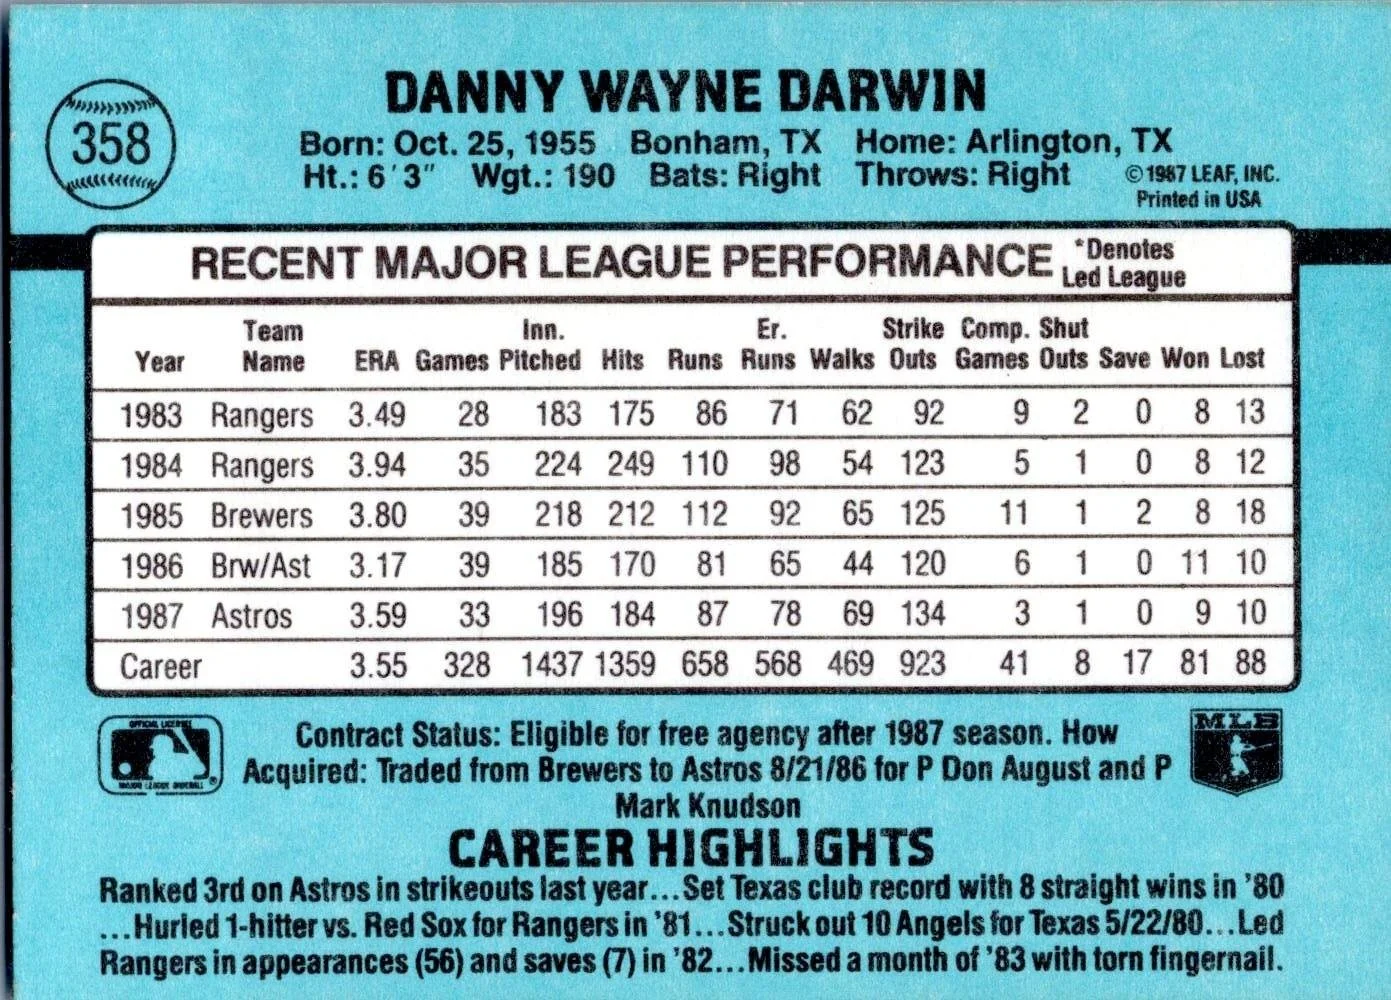 358
DANNY WAYNE DARWIN
Born: Oct. 25, 1955 Bonham, TX Home: Arlington, TX
Ht.: 6'3" Wgt.: 190 Bats: Right Throws: Right
©1987 LEAF, INC.
Printed in USA
RECENT MAJOR LEAGUE PERFORMANCE
*Denotes
Led League
Year Team Name ERA Games Inn. Pitched Hits Runs Er. Runs Walks Strike Outs Comp. Games Shut Outs Save Won Lost
1983 Rangers 3.49 28 183 175 86 71 62 92 9 2 0 8 13
1984 Rangers 3.94 35 224 249 110 98 54 123 5 1 0 8 12
1985 Brewers 3.80 39 218 212 112 92 65 125 11 1 2 8 18
1986 Brw/Ast 3.17 39 185 170 81 65 44 120 6 1 0 11 10
1987 Astros 3.59 33 196 184 87 78 69 134 3 1 0 9 10
Career 3.55 328 1437 1359 658 568 469 923 41 8 17 81 88
OFFICIAL LICENSEE
MAJOR LEAGUE BASEBALL
®
Contract Status: Eligible for free agency after 1987 season. How
Acquired: Traded from Brewers to Astros 8/21/86 for P Don August and P
Mark Knudson
MLB
CAREER HIGHLIGHTS
Ranked 3rd on Astros in strikeouts last year...Set Texas club record with 8 straight wins in '80
...Hurled 1-hitter vs. Red Sox for Rangers in '81...Struck out 10 Angels for Texas 5/22/80...Led
Rangers in appearances (56) and saves (7) in '82...Missed a month of '83 with torn fingernail.